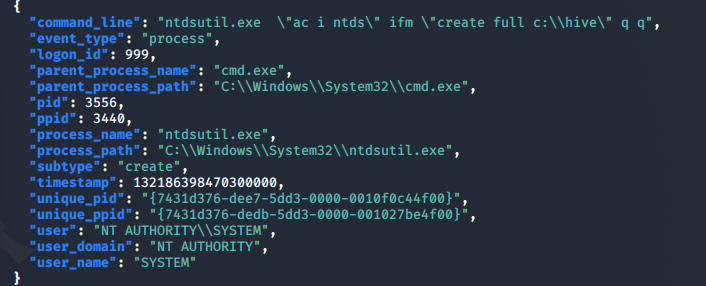 {
"command_line": "ntdsutil.exe  \"ac i ntds\" ifm \"create full c:\\hive\" q q",
"event_type": "process",
"logon_id": 999,
"parent_process_name": "cmd.exe",
"parent_process_path": "C:\\Windows\\System32\\cmd.exe",
"pid": 3556,
"ppid": 3440,
"process_name": "ntdsutil.exe",
"process_path": "C:\\Windows\\System32\\ntdsutil.exe",
"subtype": "create",
"timestamp": 132186398470300000,
"unique_pid": "{7431d376-dee7-5dd3-0000-0010f0c44f00}",
"unique_ppid": "{7431d376-dedb-5dd3-0000-001027be4f00}",
"user": "NT AUTHORITY\\SYSTEM",
"user_domain": "NT AUTHORITY",
"user_name": "SYSTEM"
}